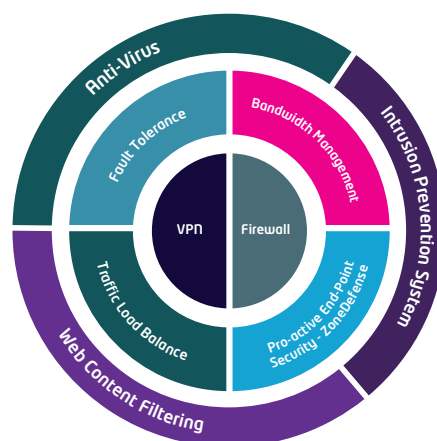 Anti-Virus
Intrusion Prevention System
Fault Tolerance
Bandwidth Management
VPN
Firewall
Traffic Load Balance
Pro-active End-Point
Security - ZoneDefense
Web Content Filtering